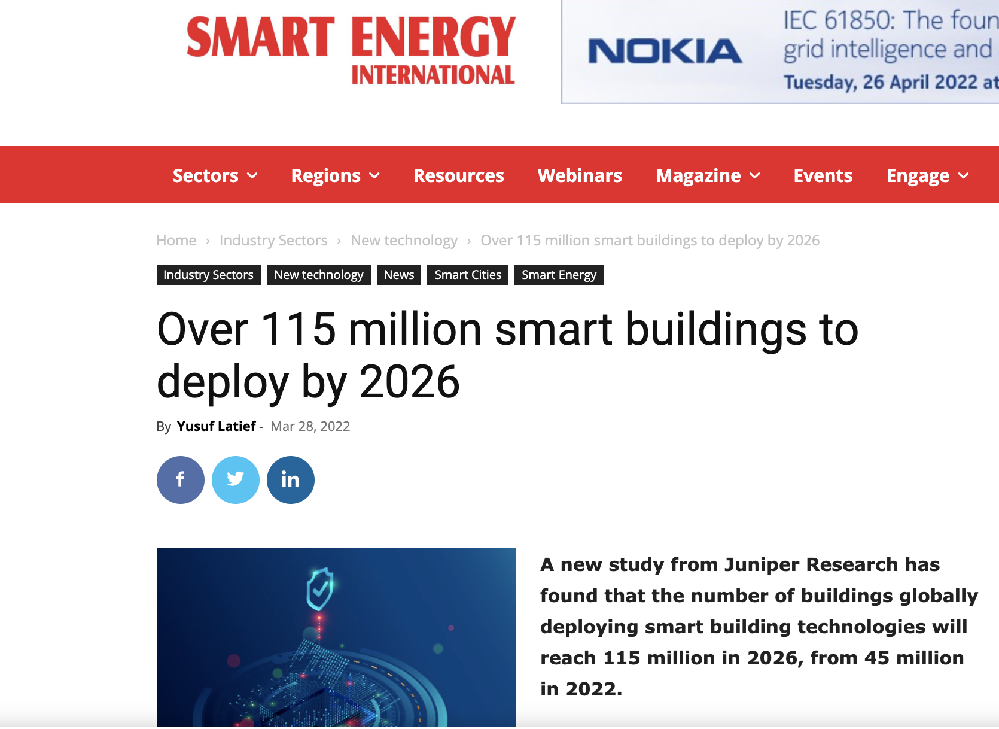 SMART ENERGY
INTERNATIONAL
NOKIA
IEC 61850: The foun
grid intelligence and
Tuesday, 26 April 2022 at
Sectors Regions Resources Webinars Magazine Events Engage
Home › Industry Sectors › New technology › Over 115 million smart buildings to deploy by 2026
Industry Sectors New technology News Smart Cities Smart Energy
Over 115 million smart buildings to
deploy by 2026
By Yusuf Latief - Mar 28, 2022
f in
A new study from Juniper Research has
found that the number of buildings globally
deploying smart building technologies will
reach 115 million in 2026, from 45 million
in 2022.